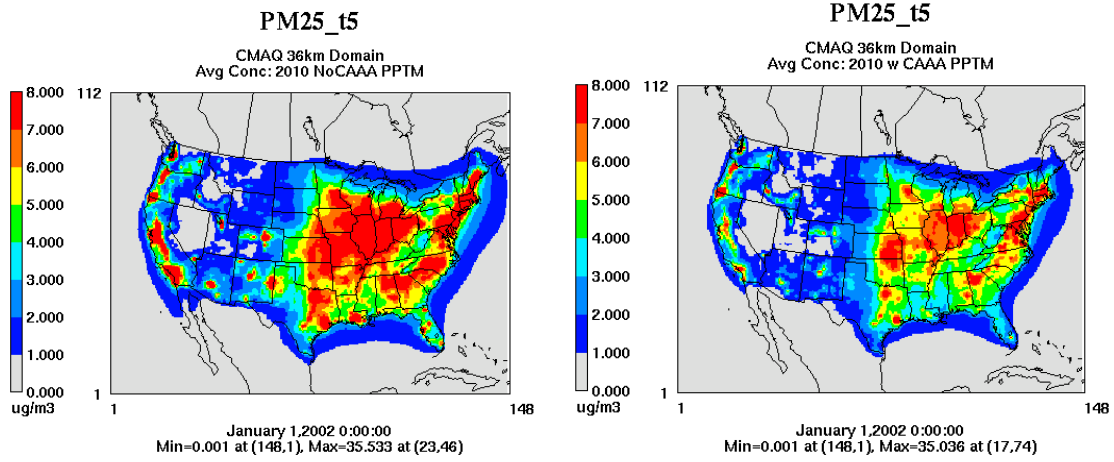 PM25_t5
CMAQ 36km Domain
Avg Conc: 2010 NoCAAA PPTM
8.000
7.000
6.000
5.000
4.000
3.000
2.000
1.000
0.000
ug/m3
112
1
1
148
January 1,2002 0:00:00
Min=0.001 at (148,1), Max=35.533 at (23,46)
PM25_t5
CMAQ 36km Domain
Avg Conc: 2010 w CAAA PPTM
8.000
7.000
6.000
5.000
4.000
3.000
2.000
1.000
0.000
ug/m3
112
1
1
148
January 1,2002 0:00:00
Min=0.001 at (148,1), Max=35.036 at (17,74)